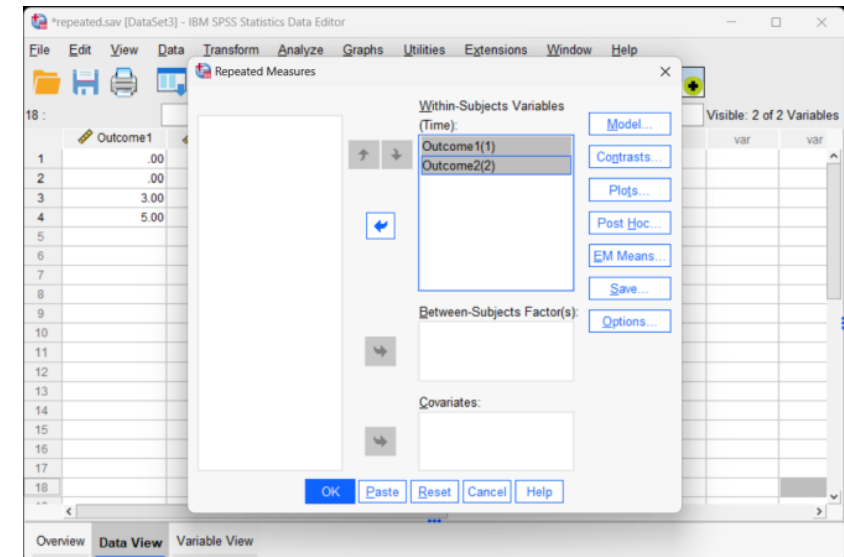 *repeated.sav [DataSet3] - IBM SPSS Statistics Data Editor
File Edit View Data Transform Analyze Graphs Utilities Extensions Window Help
Repeated Measures
18 :
Visible: 2 of 2 Variables
Outcome1
var
var
1 .00
2 .00
3 3.00
4 5.00
5
6
7
8
9
10
11
12
13
14
15
16
17
18
Within-Subjects Variables
(Time):
Outcome1(1)
Outcome2(2)
Between-Subjects Factor(s):
Covariates:
Model...
Contrasts...
Plots...
Post Hoc...
EM Means...
Save...
Options...
OK Paste Reset Cancel Help
Overview Data View Variable View